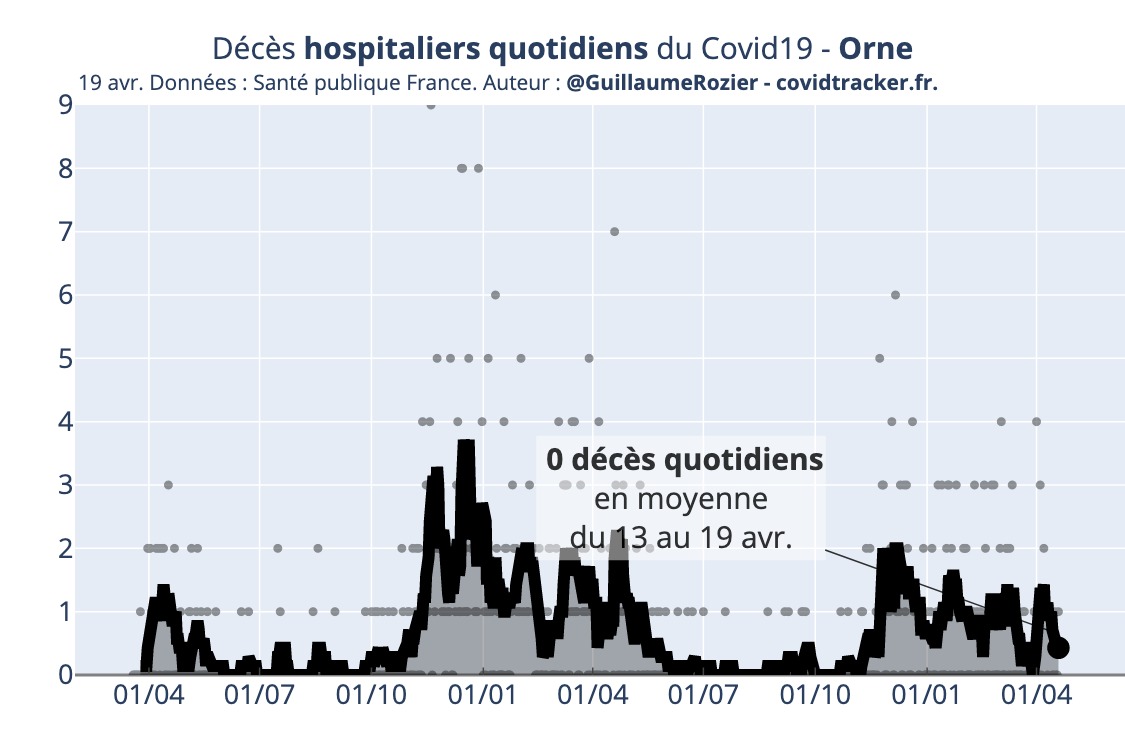 Décès hospitaliers quotidiens du Covid19 - Orne
19 avr. Données : Santé publique France. Auteur : @GuillaumeRozier - covidtracker.fr.
9
8
7
6
5
4
3
2
1
0
0 décès quotidiens
en moyenne
du 13 au 19 avr.
01/04 01/07 01/10 01/01 01/04 01/07 01/10 01/01 01/04